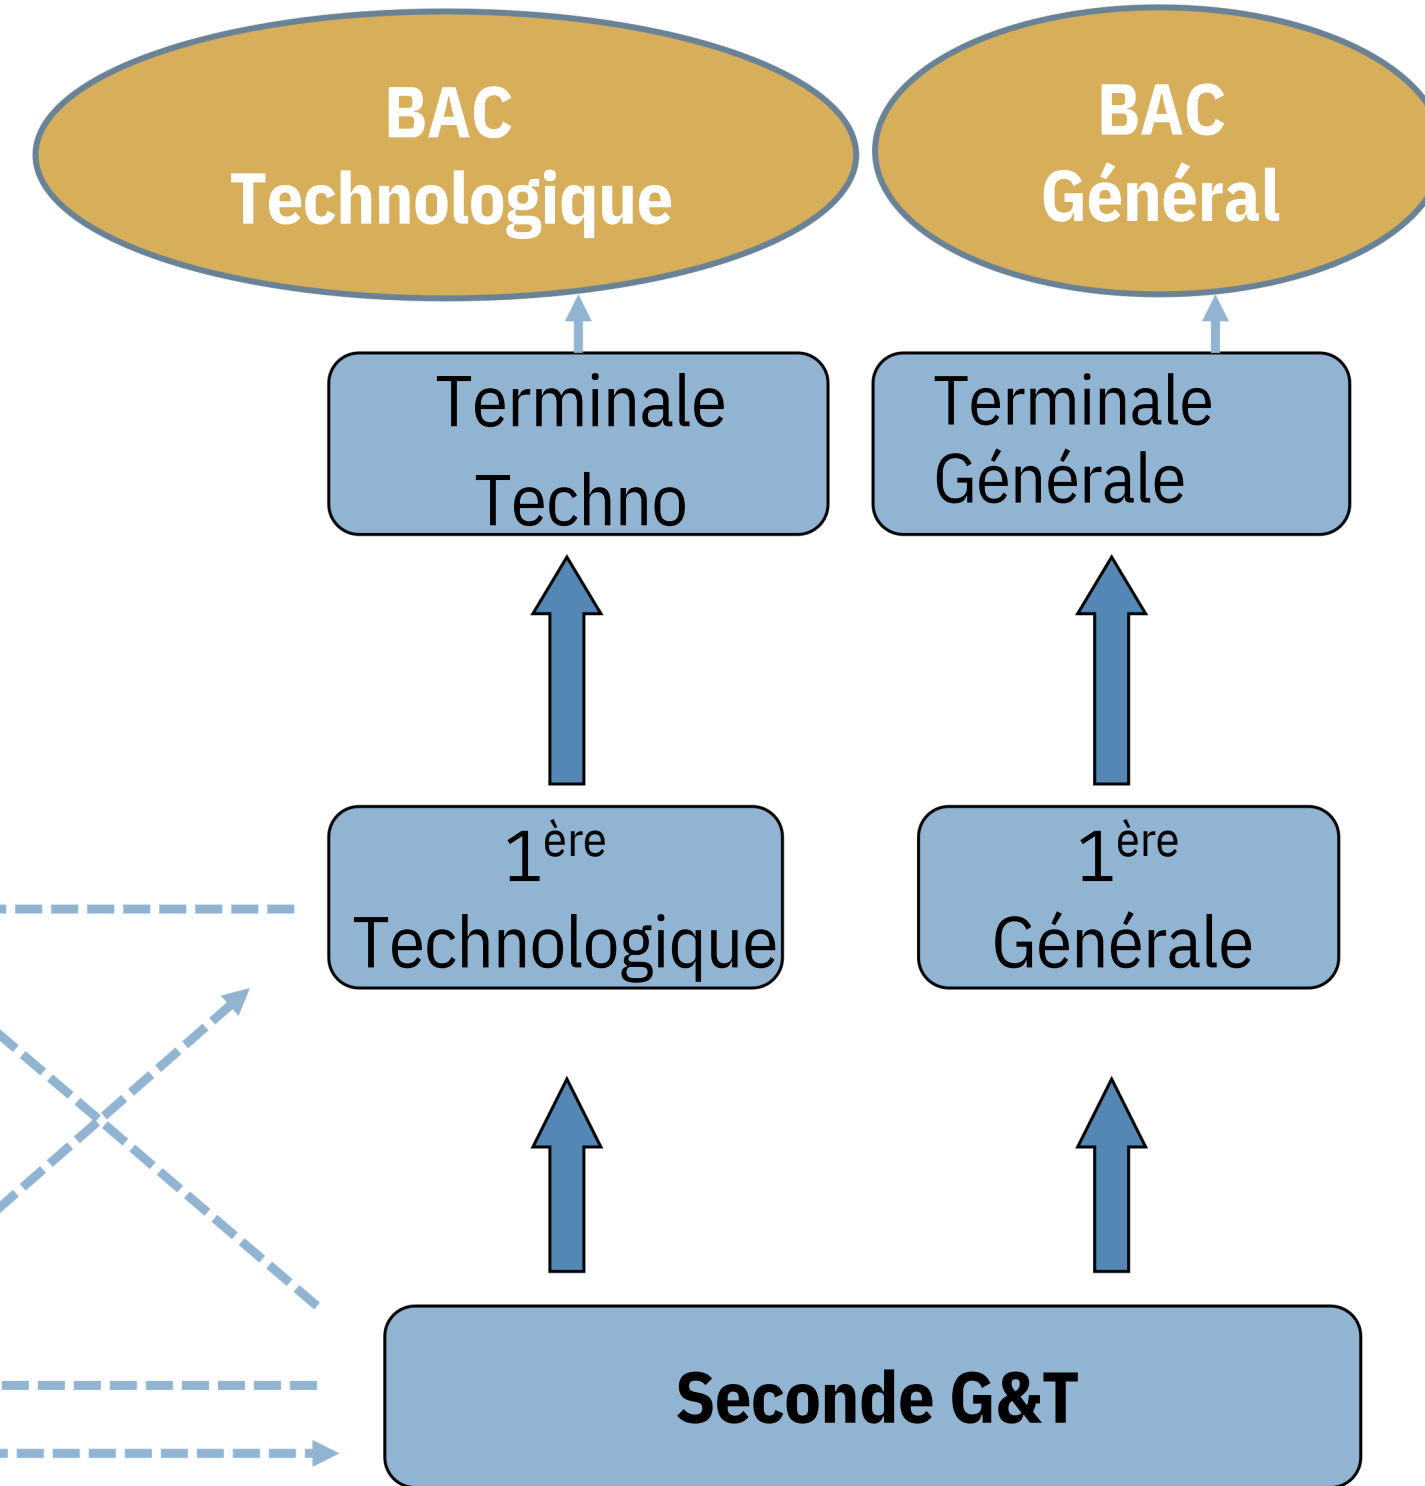 BAC
Technologique
BAC
Général
Terminale
Techno
Terminale
Générale
1ère
Technologique
1ère
Générale
Seconde G&T